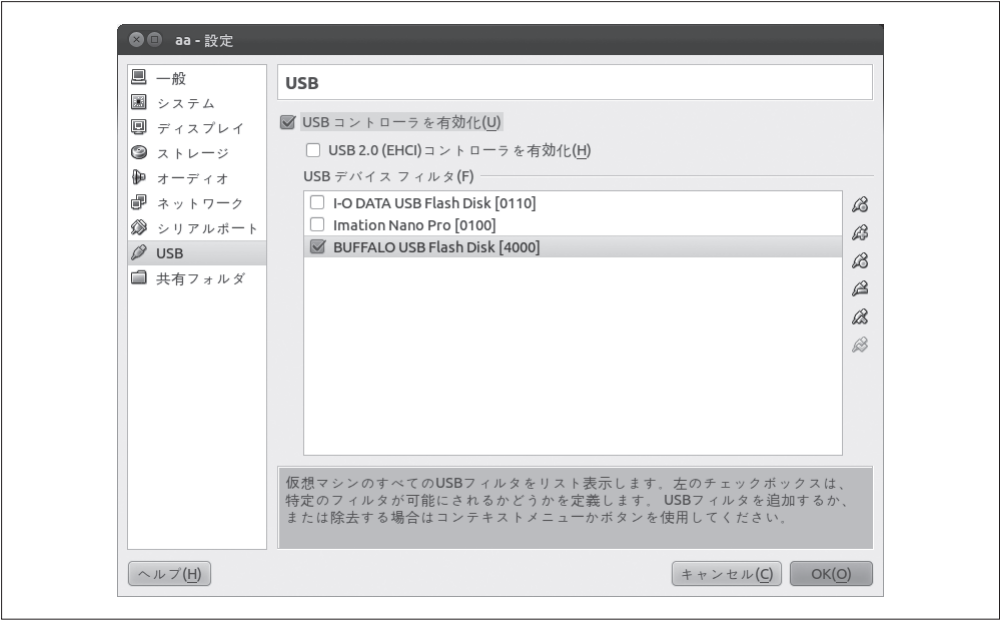 aa - 設定
一般
システム
ディスプレイ
ストレージ
オーディオ
ネットワーク
シリアルポート
USB
共有フォルダ
USB
USB コントローラを有効化(U)
USB 2.0 (EHCI)コントローラを有効化(H)
USB デバイス フィルタ(F)
I-O DATA USB Flash Disk [0110]
Imation Nano Pro [0100]
BUFFALO USB Flash Disk [4000]
仮想マシンのすべてのUSBフィルタをリスト表示します。左のチェックボックスは、
特定のフィルタが可能にされるかどうかを定義します。 USBフィルタを追加するか、
または除去する場合はコンテキストメニューかボタンを使用してください。
ヘルプ(H)
キャンセル(C)
OK(O)